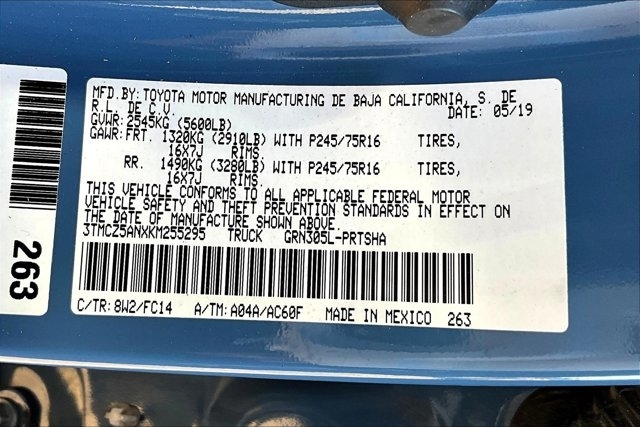 MFD.BY:TOYOTA MOTOR MANUFACTURING DE BAJA CALIFORNIA, S. DE
R.L. DE C.V. DATE: 05/19
GVWR:2545KG (5600LB)
GAWR:FRT. 1320KG (2910LB) WITH P245/75R16 TIRES,
16X7J RIMS.
RR. 1490KG (3280LB) WITH P245/75R16 TIRES,
16X7J RIMS.
THIS VEHICLE CONFORMS TO ALL APPLICABLE FEDERAL MOTOR
VEHICLE SAFETY AND THEFT PREVENTION STANDARDS IN EFFECT ON
THE DATE OF MANUFACTURE SHOWN ABOVE.
3TMCZ5ANXKM255295 TRUCK GRN305L-PRTSHA
C/TR: 8W2/FC14 A/TM: A04A/AC60F MADE IN MEXICO 263
263